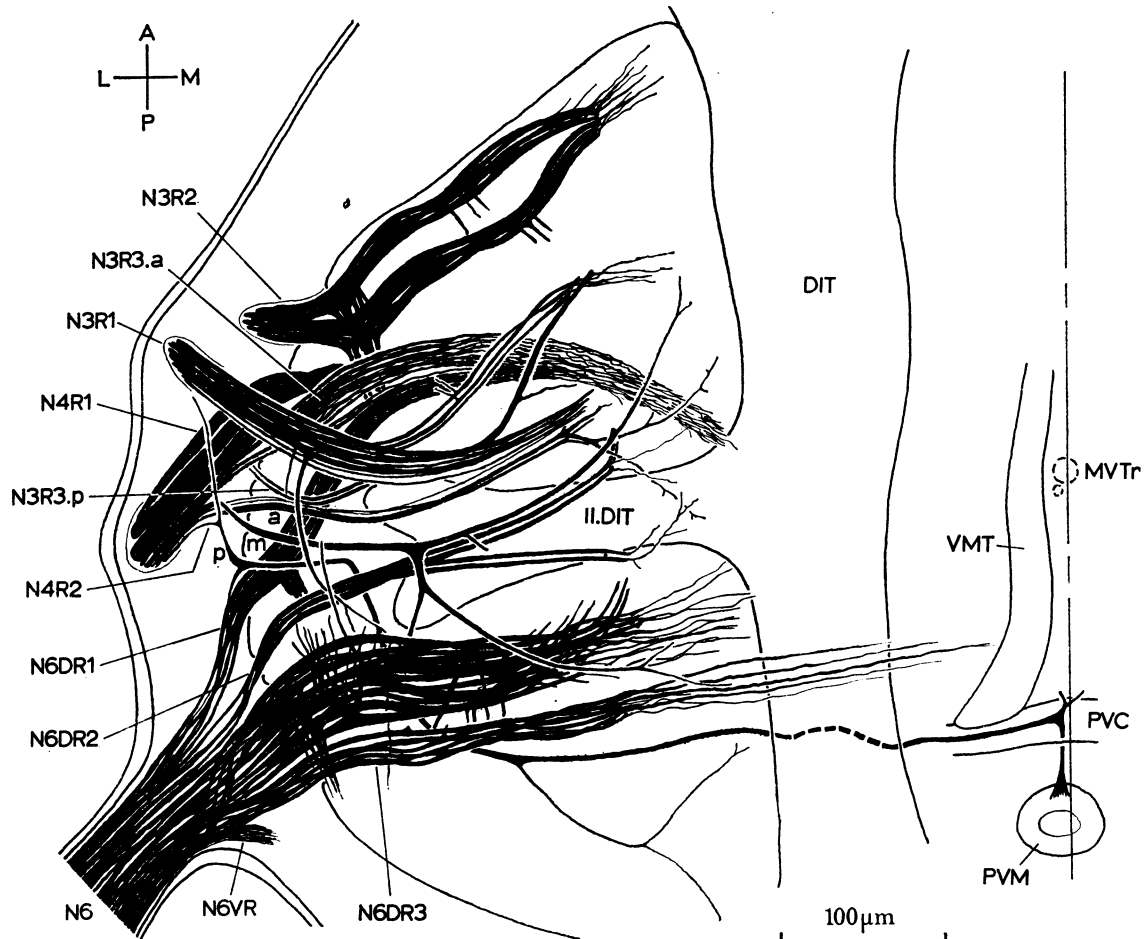 A
L M
P
N3R2
N3R3.a
DIT
N3R1
N4R1
N3R3.p
MVTr
a
II.DIT
m
VMT
p
N4R2
N6DR1
PVC
N6DR2
PVM
N6 N6VR N6DR3
100µm